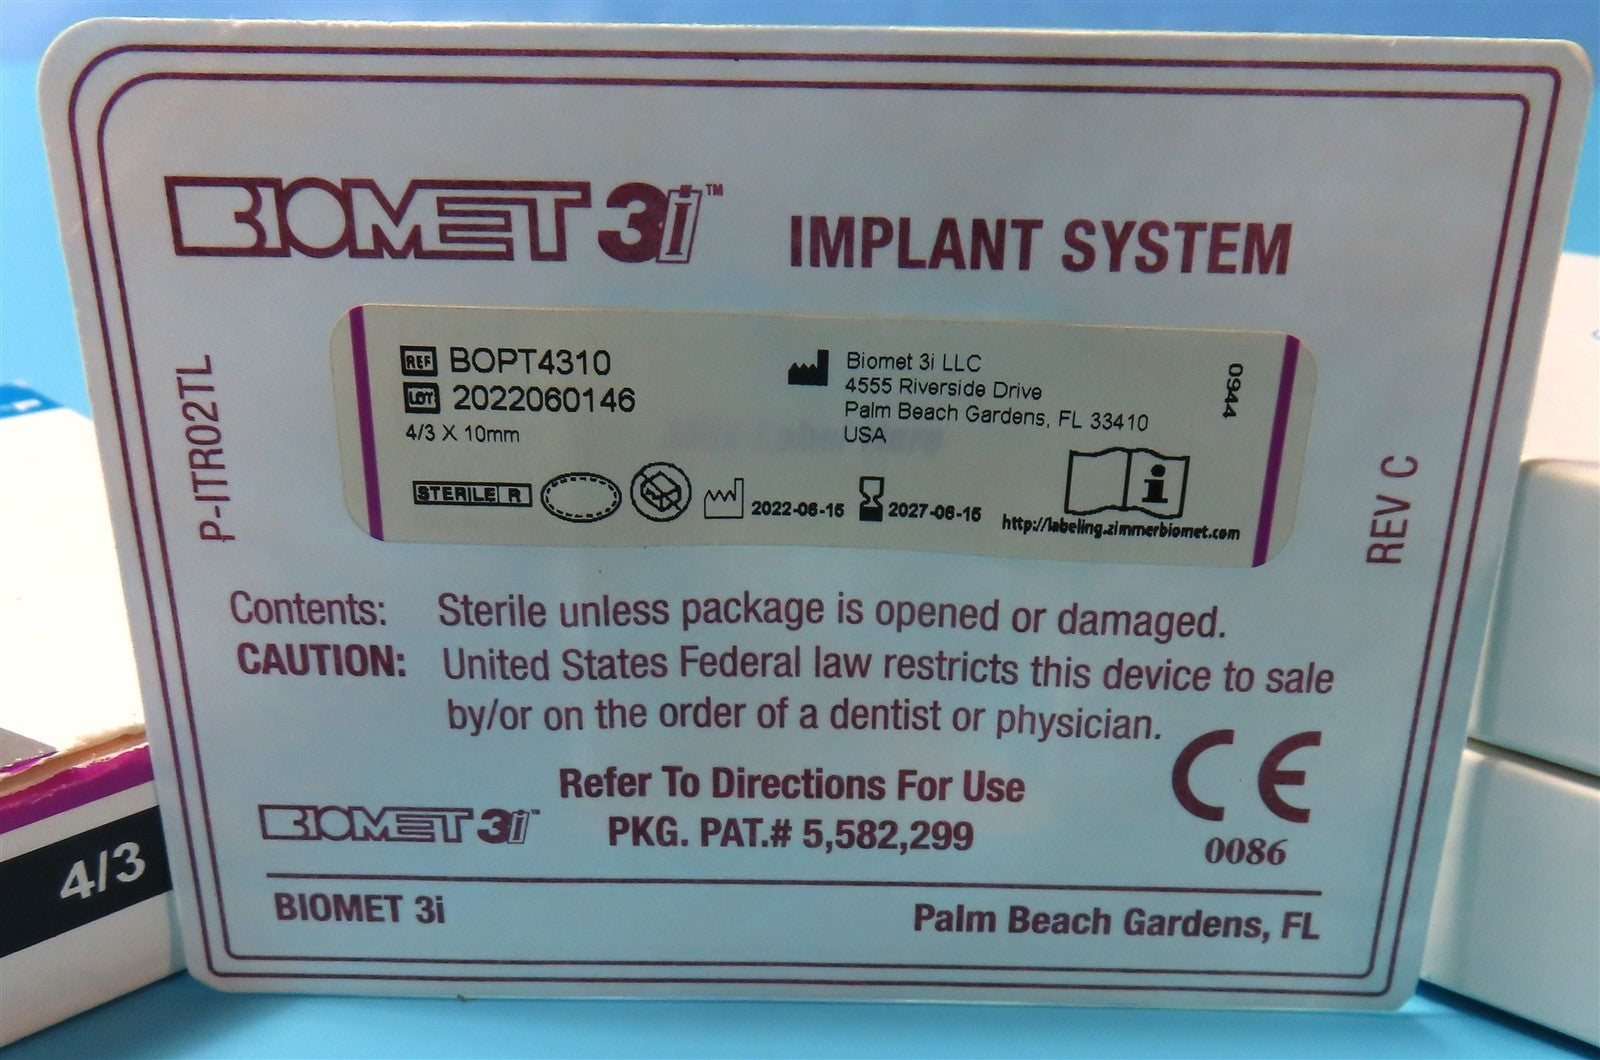 BIOMET 3i™ IMPLANT SYSTEM
P-ITR02TL
REF BOPT4310
LOT 2022060146
4/3 X 10mm
Biomet 3i LLC
4555 Riverside Drive
Palm Beach Gardens, FL 33410
USA
0944
STERILE R
2022-06-15
2027-06-15
i
http://labeling.zimmerbiomet.com
REV C
Contents: Sterile unless package is opened or damaged.
CAUTION: United States Federal law restricts this device to sale
by/or on the order of a dentist or physician.
Refer To Directions For Use
BIOMET 3i™ PKG. PAT.# 5,582,299
CE
0086
BIOMET 3i Palm Beach Gardens, FL
4/3